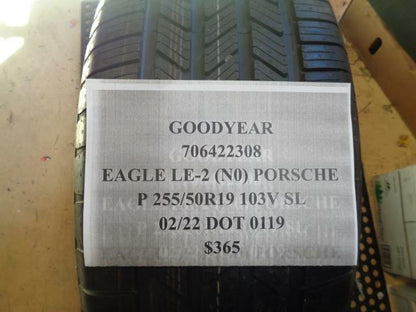 GOODYEAR
706422308
EAGLE LE-2 (N0) PORSCHE
P 255/50R19 103V SL
02/22 DOT 0119
$365